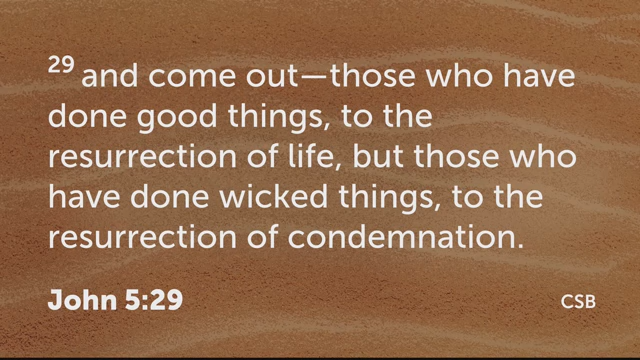 29 and come out—those who have
done good things, to the
resurrection of life, but those who
have done wicked things, to the
resurrection of condemnation.
John 5:29
CSB